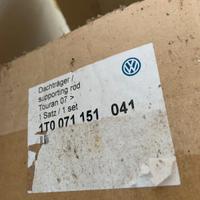 Dachträger /
supporting rod
Touran 07 >
1 Satz / 1 set
1T0 071 151 041